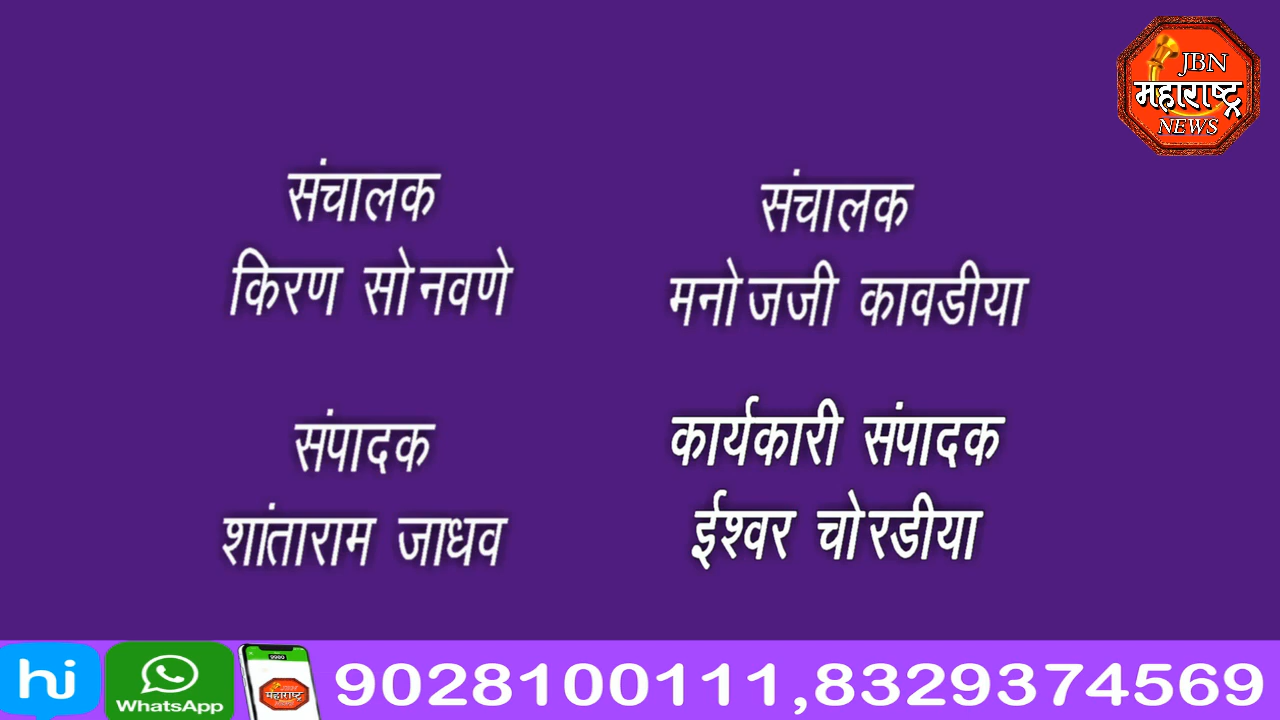 JBN
महाराष्ट्र
NEWS
संचालक
किरण सोनवणे
संचालक
मनोजजी कावडीया
संपादक
शांताराम जाधव
कार्यकारी संपादक
ईश्वर चोरडीया
hi
WhatsApp
महाराष्ट्र
9028100111,8329374569